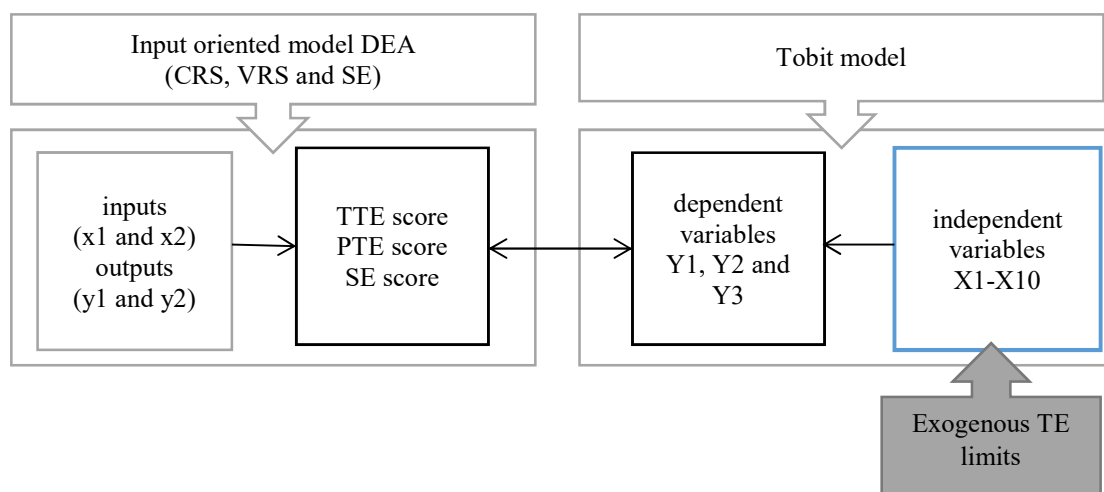 Input oriented model DEA
(CRS, VRS and SE)
Tobit model
inputs
(x1 and x2)
outputs
(y1 and y2)
TTE score
PTE score
SE score
dependent
variables
Y1, Y2 and
Y3
independent
variables
X1-X10
Exogenous TE
limits